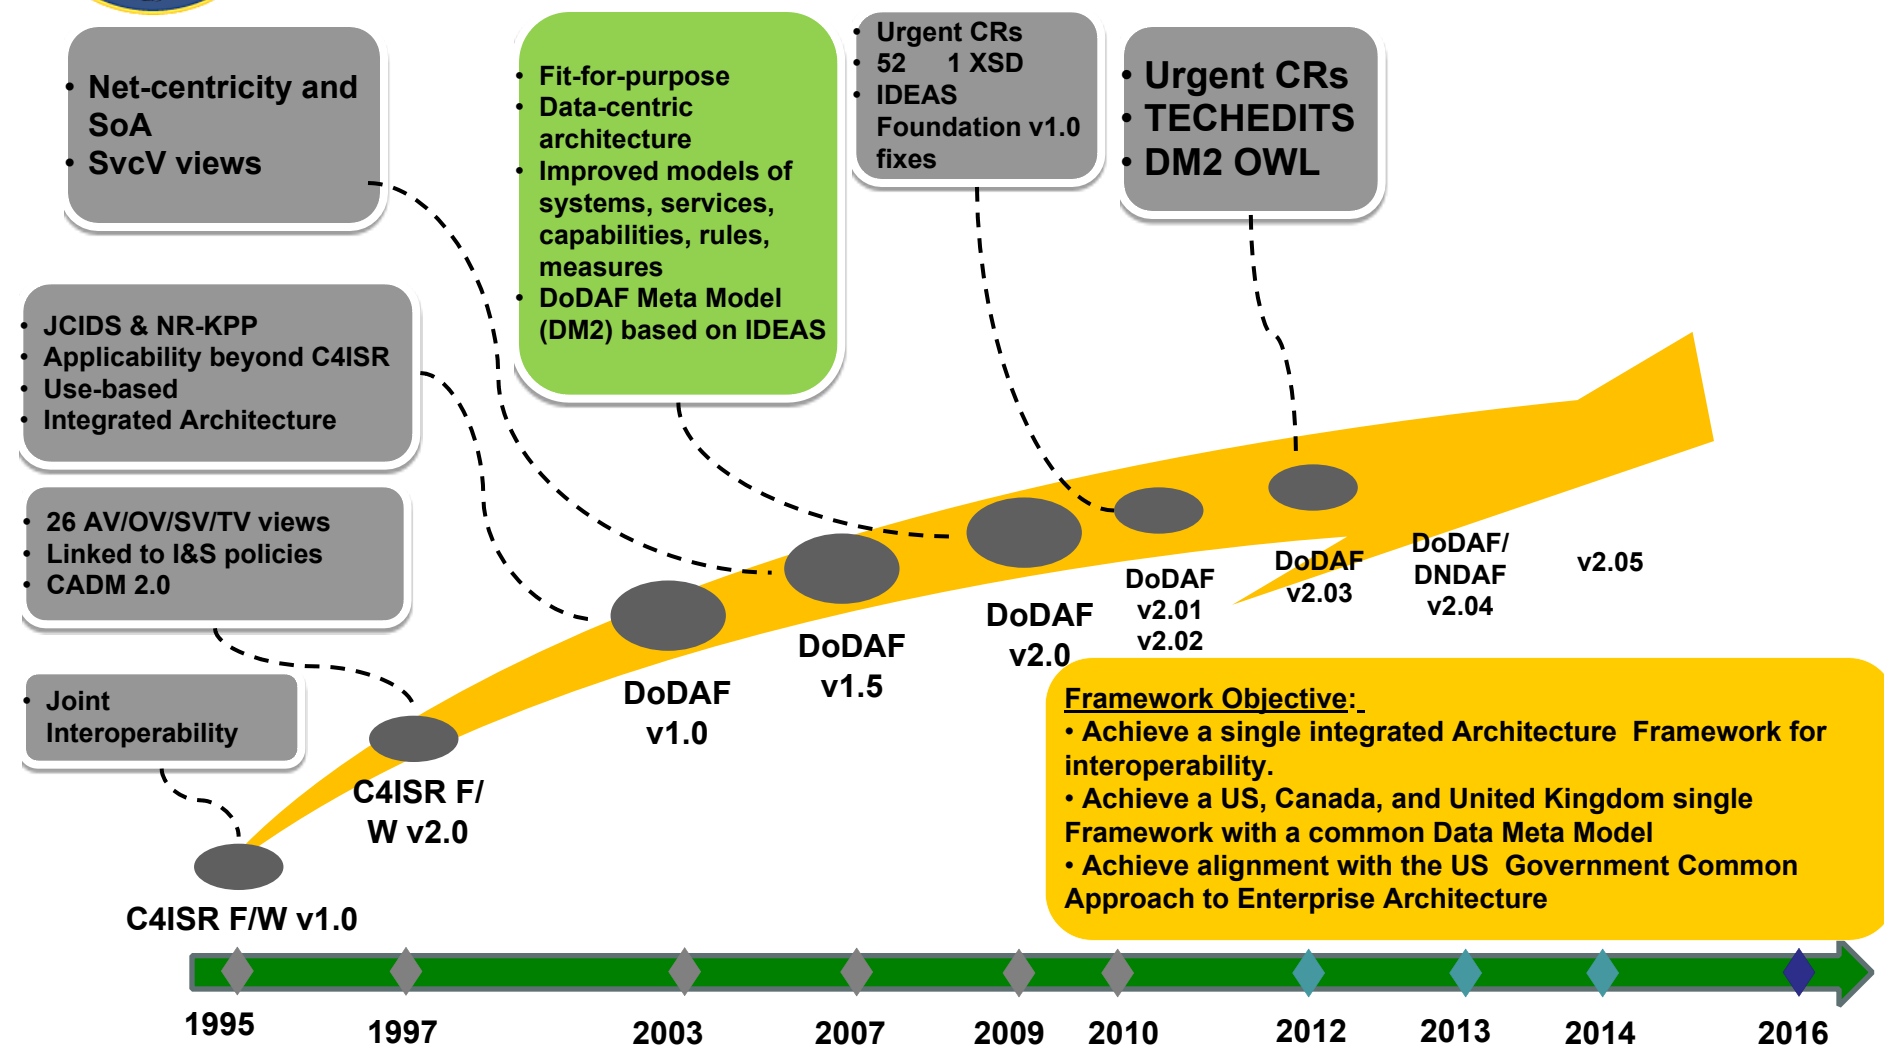 • Net-centricity and
SoA
• SvcV views
• Fit-for-purpose
• Data-centric
architecture
• Improved models of
systems, services,
capabilities, rules,
measures
• DoDAF Meta Model
(DM2) based on IDEAS
• Urgent CRs
• 52 1 XSD
• IDEAS
Foundation v1.0
fixes
• Urgent CRs
• TECHEDITS
• DM2 OWL
• JCIDS & NR-KPP
• Applicability beyond C4ISR
• Use-based
• Integrated Architecture
• 26 AV/OV/SV/TV views
• Linked to I&S policies
• CADM 2.0
• Joint
Interoperability
C4ISR F/W v1.0
C4ISR F/
W v2.0
DoDAF
v1.0
DoDAF
v1.5
DoDAF
v2.0
DoDAF
v2.01
v2.02
DoDAF
v2.03
DoDAF/
DNDAF
v2.04
v2.05
Framework Objective:
• Achieve a single integrated Architecture Framework for
interoperability.
• Achieve a US, Canada, and United Kingdom single
Framework with a common Data Meta Model
• Achieve alignment with the US Government Common
Approach to Enterprise Architecture
1995
1997
2003
2007
2009
2010
2012
2013
2014
2016